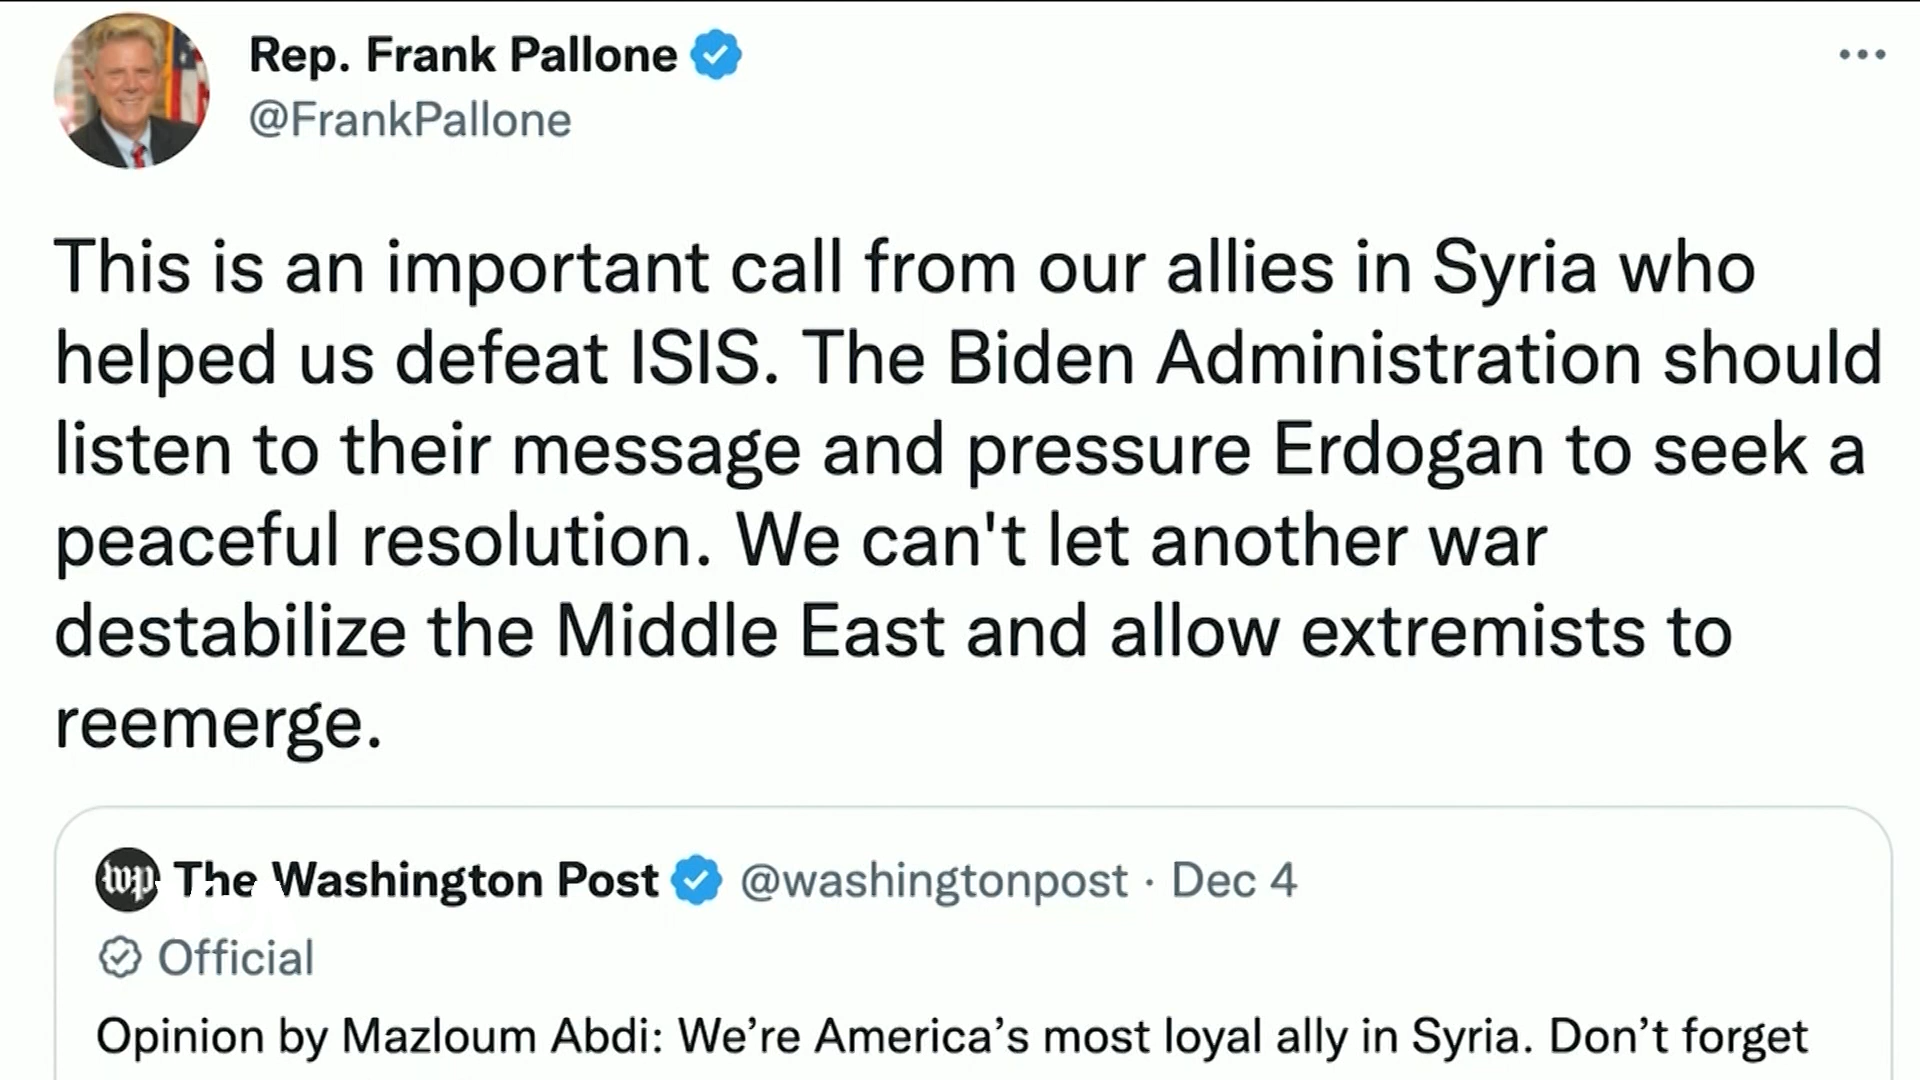 Rep. Frank Pallone
@FrankPallone
This is an important call from our allies in Syria who
helped us defeat ISIS. The Biden Administration should
listen to their message and pressure Erdogan to seek a
peaceful resolution. We can't let another war
destabilize the Middle East and allow extremists to
reemerge.
wp The Washington Post @washingtonpost · Dec 4
Official
Opinion by Mazloum Abdi: We’re America’s most loyal ally in Syria. Don’t forget